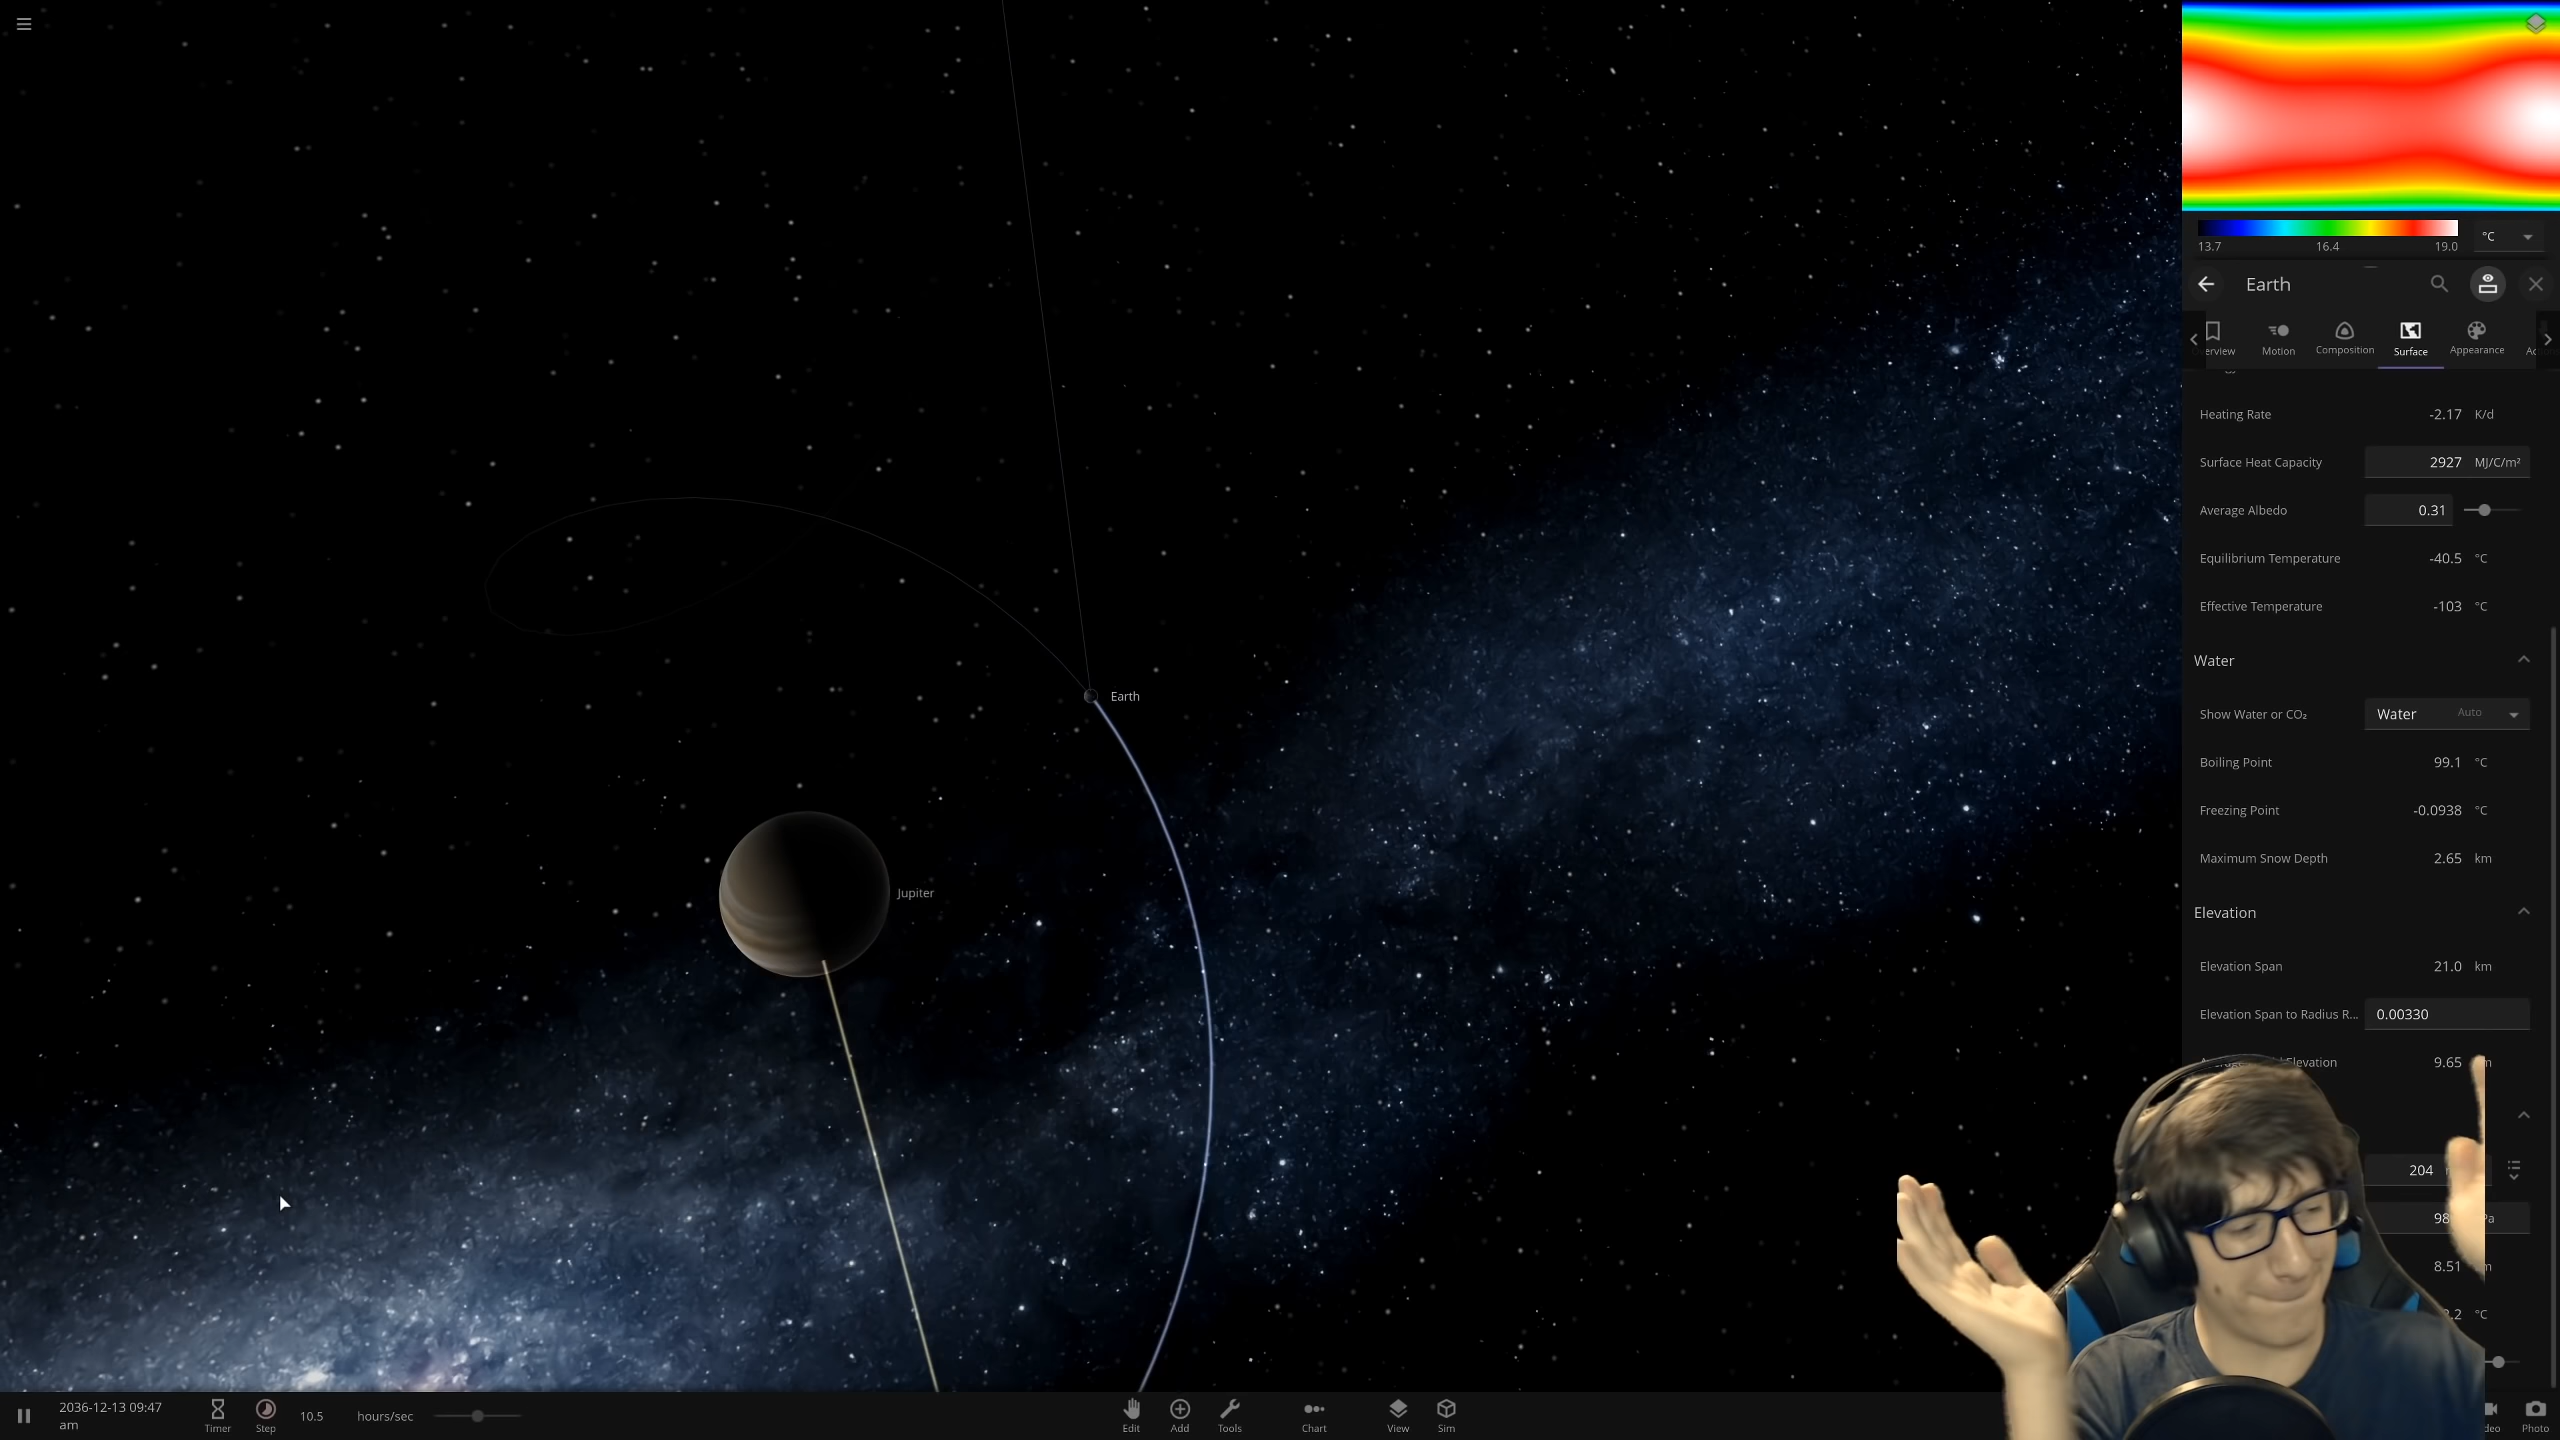 13.7 16.4 19.0 °C
Earth
Motion Composition Surface Appearance
Heating Rate -2.17 K/d
Surface Heat Capacity 2927 MJ/C/m²
Average Albedo 0.31
Equilibrium Temperature -40.5 °C
Effective Temperature -103 °C
Water
Show Water or CO₂ Water Auto
Boiling Point 99.1 °C
Freezing Point -0.0938 °C
Maximum Snow Depth 2.65 km
Elevation
Elevation Span 21.0 km
Elevation Span to Radius R... 0.00330
Elevation 9.65
204
98
8.51
°C
Earth
Jupiter
2036-12-13 09:47
am
Timer
Step
10.5 hours/sec
Edit Add Tools Chart View Sim
Photo